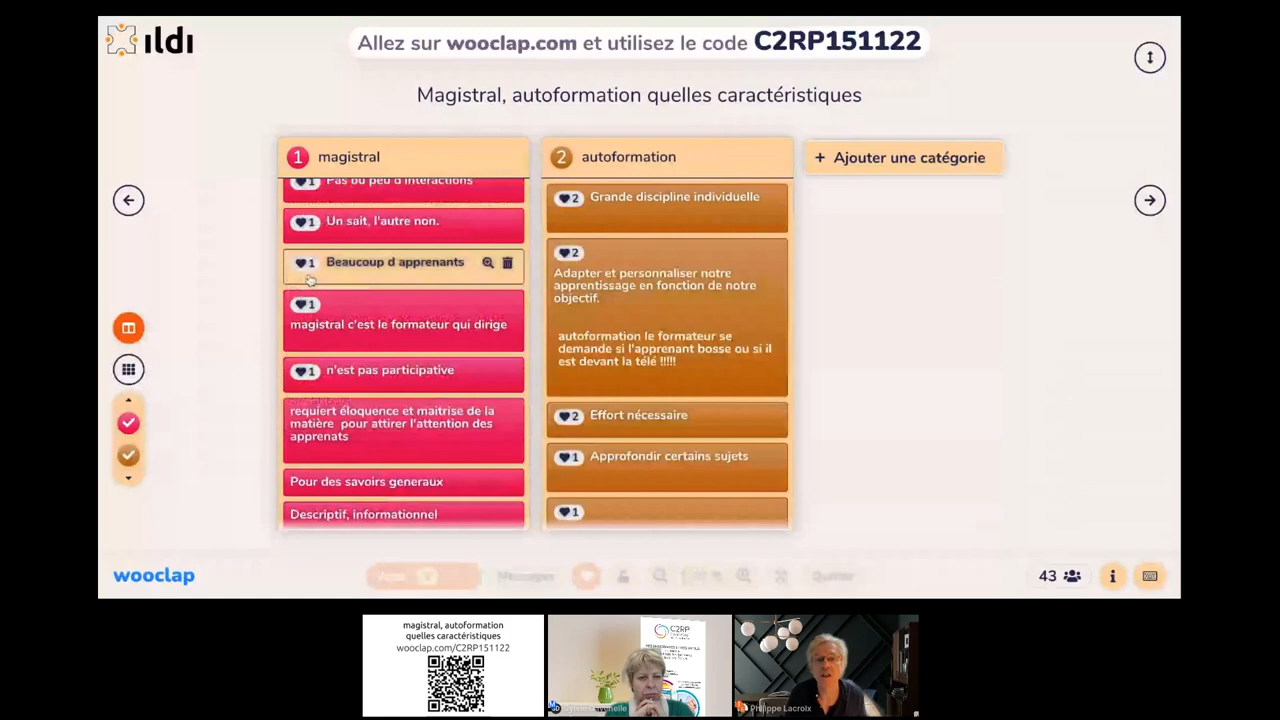 ıldı
Allez sur wooclap.com et utilisez le code C2RP151122
Magistral, autoformation quelles caractéristiques
1 magistral
1 Pas ou peu d'interactions
1 Un sait, l'autre non.
1 Beaucoup d apprenants
1
magistral c'est le formateur qui dirige
1 n'est pas participative
requiert éloquence et maitrise de la
matière pour attirer l'attention des
apprenats
Pour des savoirs generaux
Descriptif, informationnel
2 autoformation
2 Grande discipline individuelle
2
Adapter et personnaliser notre
apprentissage en fonction de notre
objectif.
autoformation le formateur se
demande si l'apprenant bosse ou si il
est devant la télé !!!!!
2 Effort nécessaire
1 Approfondir certains sujets
1
+ Ajouter une catégorie
wooclap
Messages
Quitter
43
i
magistral, autoformation
quelles caractéristiques
wooclap.com/C2RP151122
C2RP
Philippe Lacroix